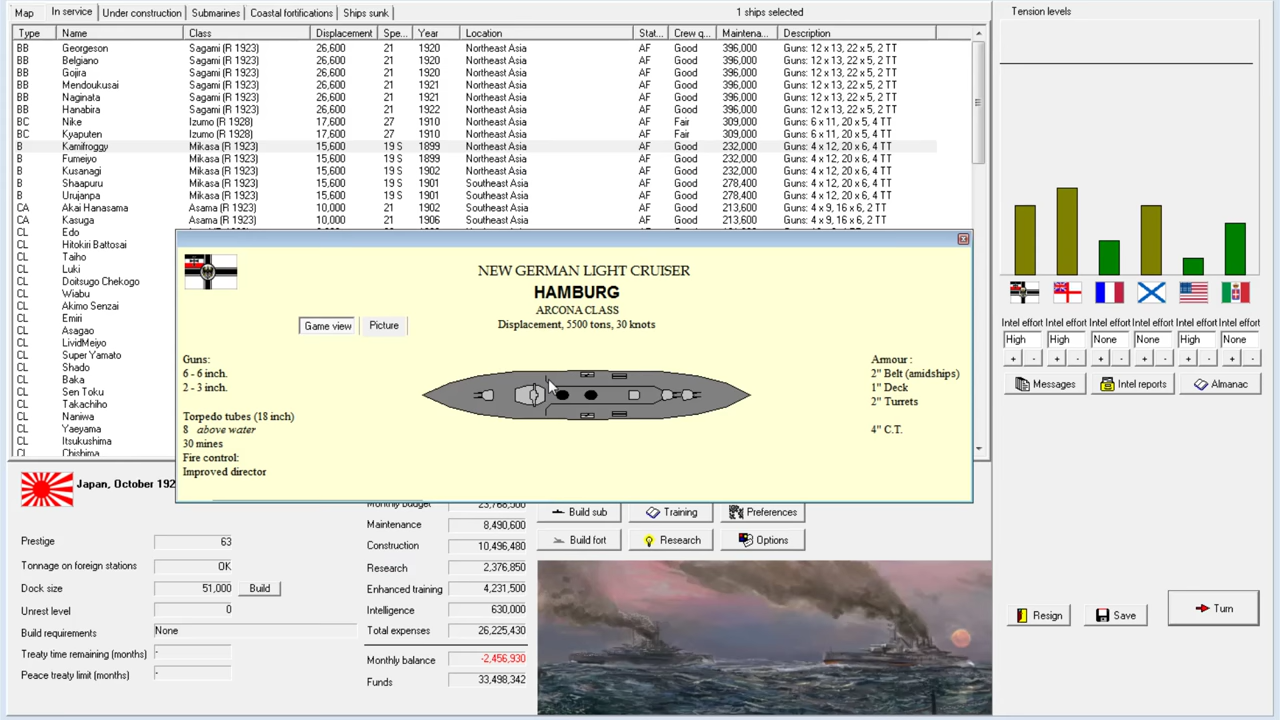 Map In service Under construction Submarines Coastal fortifications Ships sunk 1 ships selected Tension levels
Type Name Class Displacement Spe... Year Location Stat... Crew q... Maintena... Description
BB Georgeson Sagami (R 1923) 26,600 21 1920 Northeast Asia AF Good 396,000 Guns: 12 x 13, 22 x 5, 2 TT
BB Belgiano Sagami (R 1923) 26,600 21 1920 Northeast Asia AF Good 396,000 Guns: 12 x 13, 22 x 5, 2 TT
BB Gojira Sagami (R 1923) 26,600 21 1920 Northeast Asia AF Good 396,000 Guns: 12 x 13, 22 x 5, 2 TT
BB Mendoukusai Sagami (R 1923) 26,600 21 1921 Northeast Asia AF Good 396,000 Guns: 12 x 13, 22 x 5, 2 TT
BB Naginata Sagami (R 1923) 26,600 21 1921 Northeast Asia AF Good 396,000 Guns: 12 x 13, 22 x 5, 2 TT
BB Hanabira Sagami (R 1923) 26,600 21 1922 Northeast Asia AF Good 396,000 Guns: 12 x 13, 22 x 5, 2 TT
BC Nike Izumo (R 1928) 17,600 27 1910 Northeast Asia AF Fair 309,000 Guns: 6 x 11, 20 x 5, 4 TT
BC Kyaputen Izumo (R 1928) 17,600 27 1910 Northeast Asia AF Fair 309,000 Guns: 6 x 11, 20 x 5, 4 TT
B Kamifroggy Mikasa (R 1923) 15,600 19 S 1899 Northeast Asia AF Good 232,000 Guns: 4 x 12, 20 x 6, 4 TT
B Fumeiyo Mikasa (R 1923) 15,600 19 S 1899 Northeast Asia AF Good 232,000 Guns: 4 x 12, 20 x 6, 4 TT
B Kusanagi Mikasa (R 1923) 15,600 19 S 1902 Northeast Asia AF Good 232,000 Guns: 4 x 12, 20 x 6, 4 TT
B Shaapuru Mikasa (R 1923) 15,600 19 S 1901 Southeast Asia AF Good 278,400 Guns: 4 x 12, 20 x 6, 4 TT
B Urujanpa Mikasa (R 1923) 15,600 19 S 1901 Southeast Asia AF Good 278,400 Guns: 4 x 12, 20 x 6, 4 TT
CA Akai Hanasama Asama (R 1923) 10,000 21 1902 Southeast Asia AF Good 213,600 Guns: 4 x 9, 16 x 6, 2 TT
CA Kasuga Asama (R 1923) 10,000 21 1906 Southeast Asia AF Good 213,600 Guns: 4 x 9, 16 x 6, 2 TT
CL Edo
CL Hitokiri Battosai
CL Taiho
CL Luki
CL Doitsugo Chekogo
CL Wiabu
CL Akimo Senzai
CL Emiri
CL Asagao
CL LividMeiyo
CL Super Yamato
CL Shado
CL Baka
CL Sen Toku
CL Takachiho
CL Naniwa
CL Yaeyama
CL Itsukushima
CL Chishima
NEW GERMAN LIGHT CRUISER
HAMBURG
ARCONA CLASS
Displacement, 5500 tons, 30 knots
Game view Picture
Guns:
6 - 6 inch.
2 - 3 inch.
Torpedo tubes (18 inch)
8 above water
30 mines
Fire control:
Improved director
Armour :
2" Belt (amidships)
1" Deck
2" Turrets
4" C.T.
Intel effort Intel effort Intel effort Intel effort Intel effort Intel effort
High High None None High None
+ - + - + - + - + - + -
Messages Intel reports Almanac
Japan, October 192
Prestige 63
Tonnage on foreign stations OK
Dock size 51,000 Build
Unrest level 0
Build requirements None
Treaty time remaining (months) -
Peace treaty limit (months) -
Monthly budget 23,768,500
Maintenance 8,490,600
Construction 10,496,480
Research 2,376,850
Enhanced training 4,231,500
Intelligence 630,000
Total expenses 26,225,430
Monthly balance -2,456,930
Funds 33,498,342
Build sub Training Preferences
Build fort Research Options
Resign Save Turn